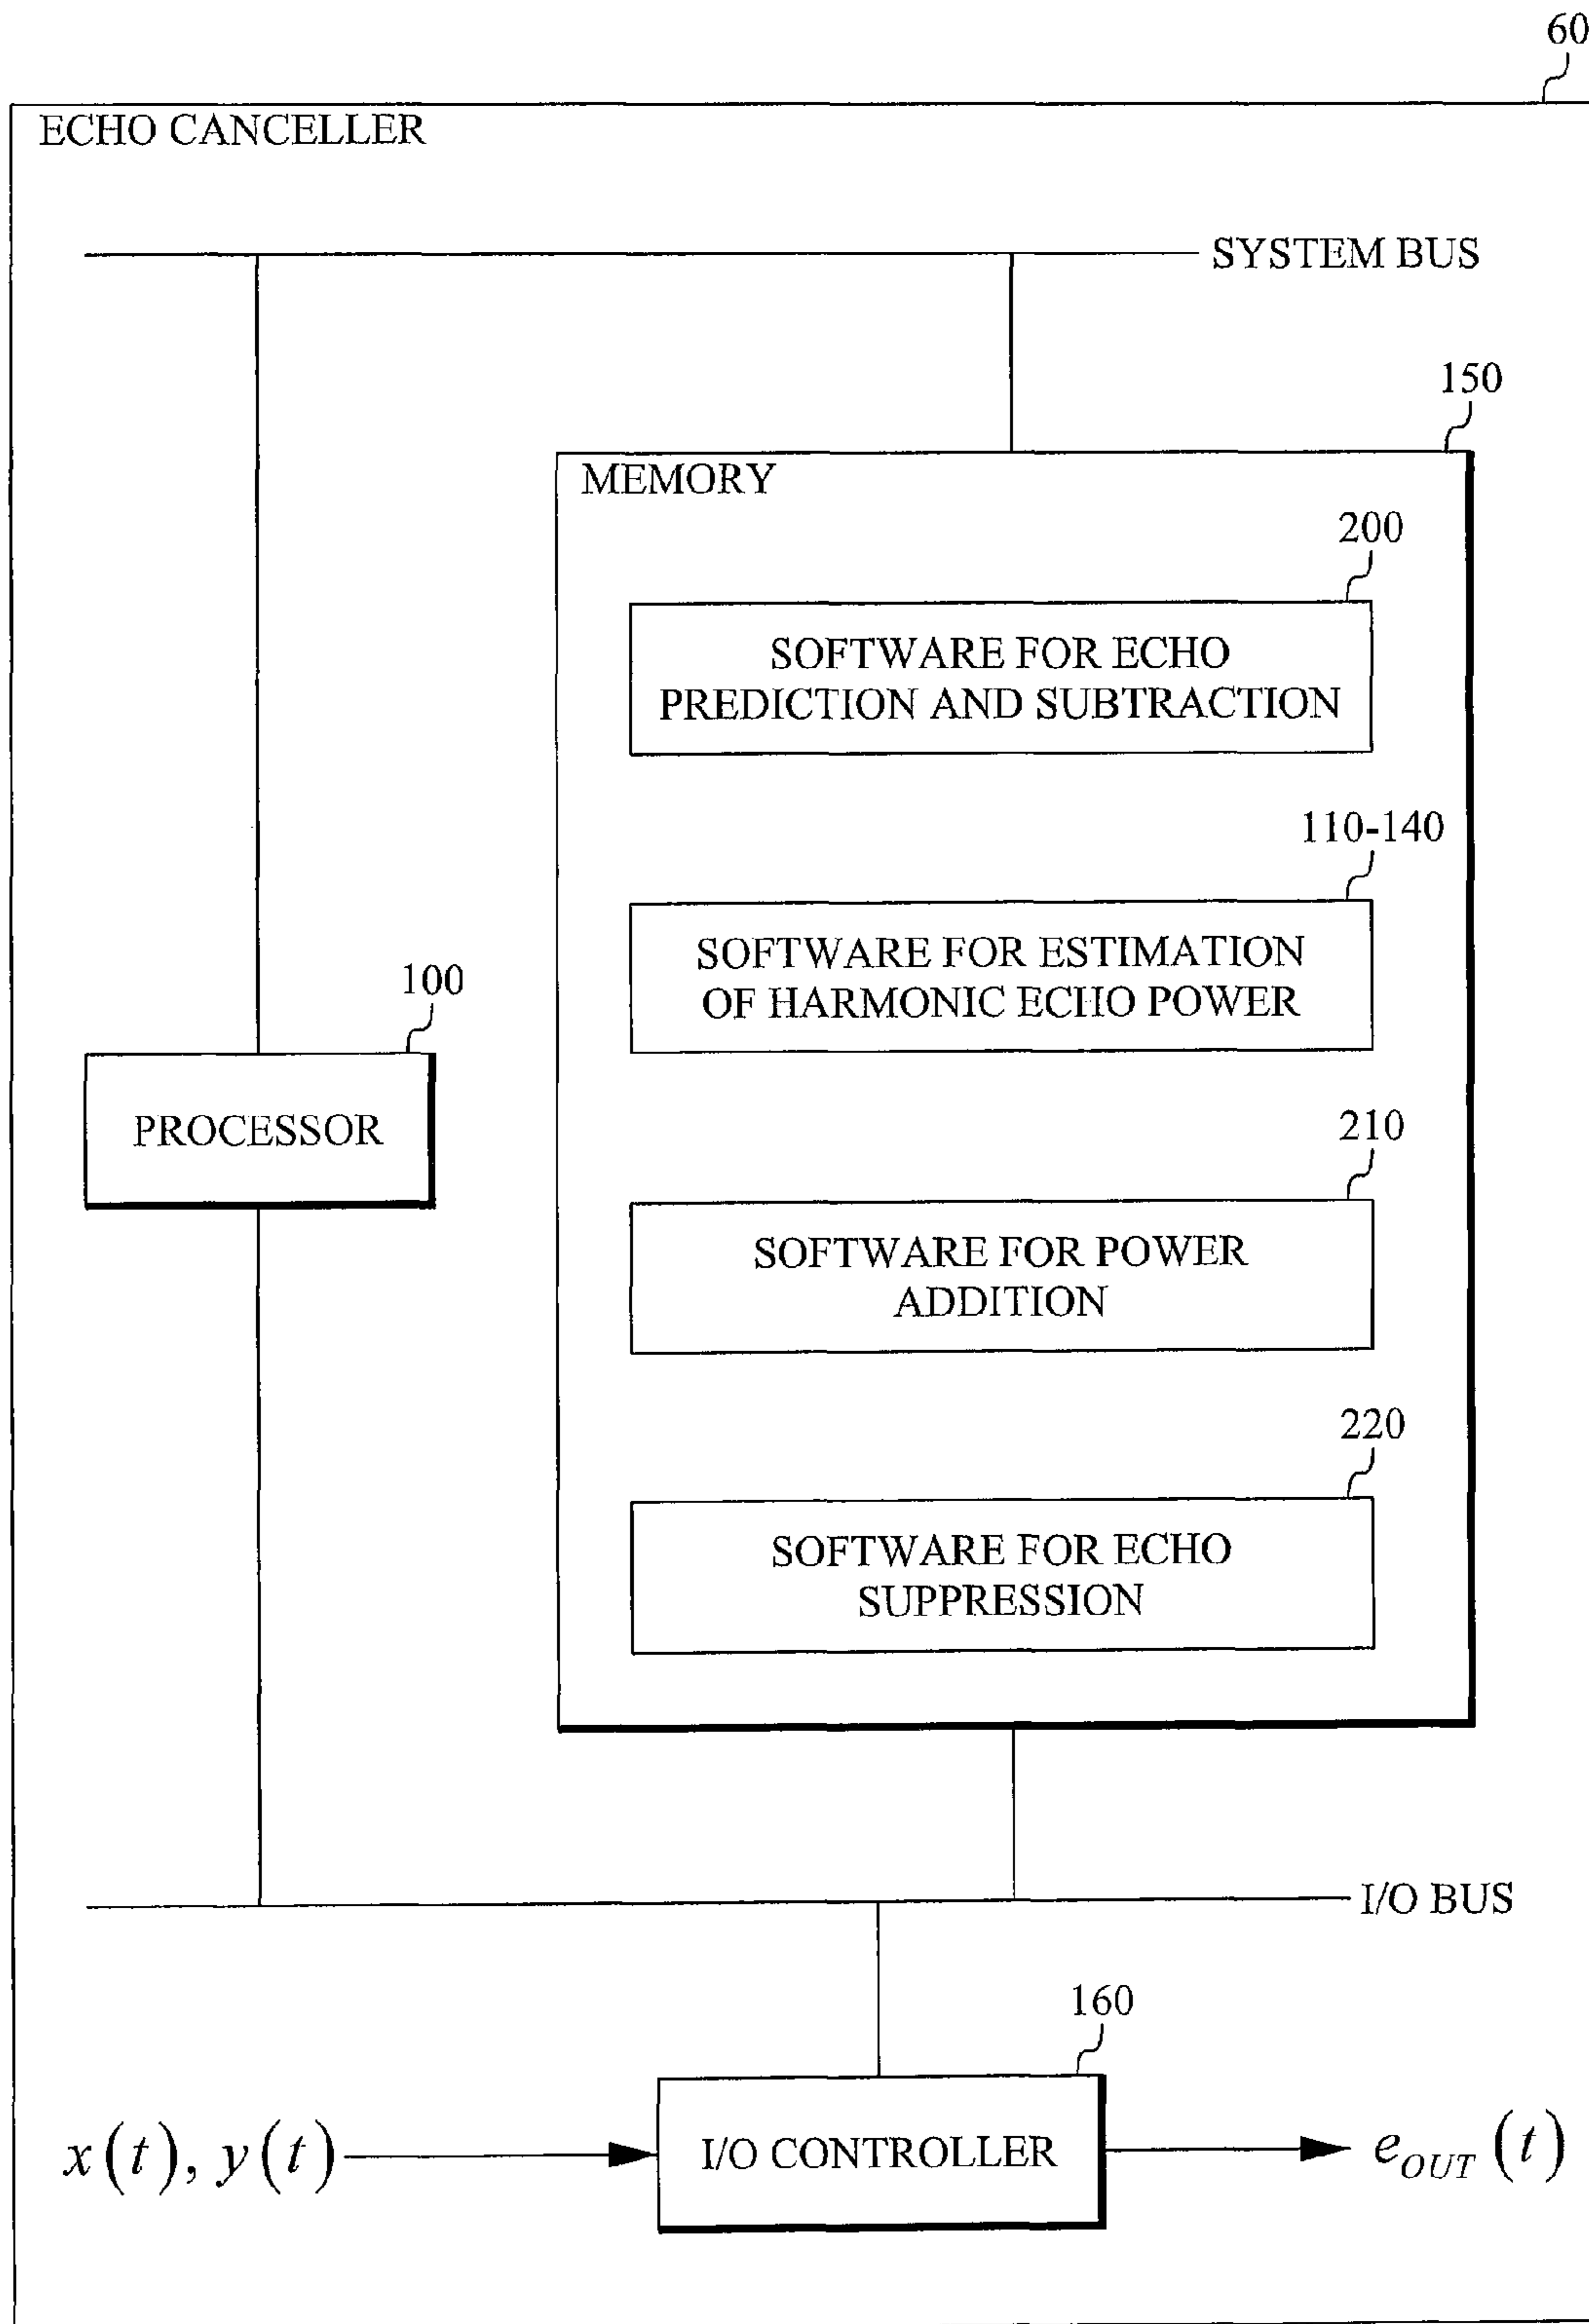 60
ECHO CANCELLER
SYSTEM BUS
150
MEMORY
200
SOFTWARE FOR ECHO
PREDICTION AND SUBTRACTION
110-140
SOFTWARE FOR ESTIMATION
OF HARMONIC ECHO POWER
100
PROCESSOR
210
SOFTWARE FOR POWER
ADDITION
220
SOFTWARE FOR ECHO
SUPPRESSION
I/O BUS
160
x(t), y(t)
I/O CONTROLLER
e_OUT(t)